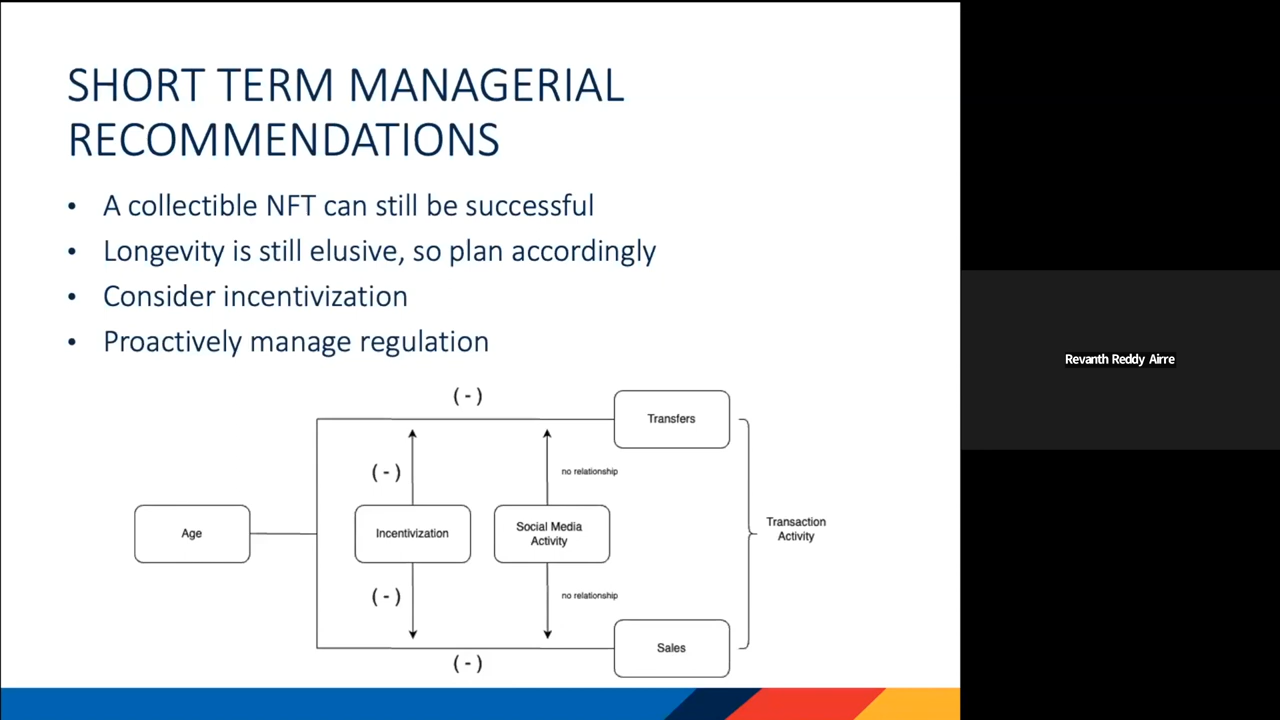 SHORT TERM MANAGERIAL
RECOMMENDATIONS
• A collectible NFT can still be successful
• Longevity is still elusive, so plan accordingly
• Consider incentivization
• Proactively manage regulation
( - )
Transfers
( - )
no relationship
Age
Incentivization
Social Media
Activity
Transaction
Activity
( - )
no relationship
Sales
( - )
Revanth Reddy Airre